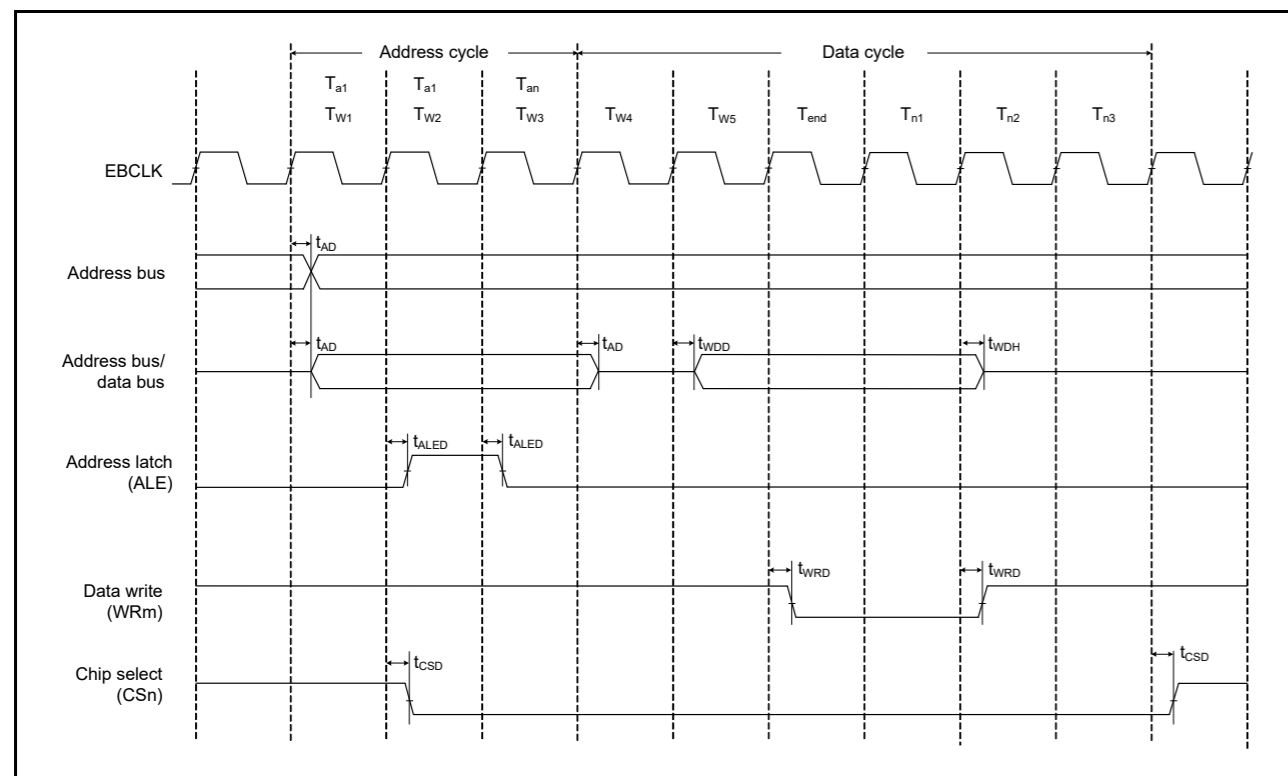 Address cycle Data cycle
Ta1 Ta1 Tan
TW1 TW2 TW3 TW4 TW5 Tend Tn1 Tn2 Tn3
EBCLK
tAD
Address bus
tAD tAD tWDD tWDH
Address bus/
data bus
tALED tALED
Address latch
(ALE)
tWRD tWRD
Data write
(WRm)
tCSD tCSD
Chip select
(CSn)